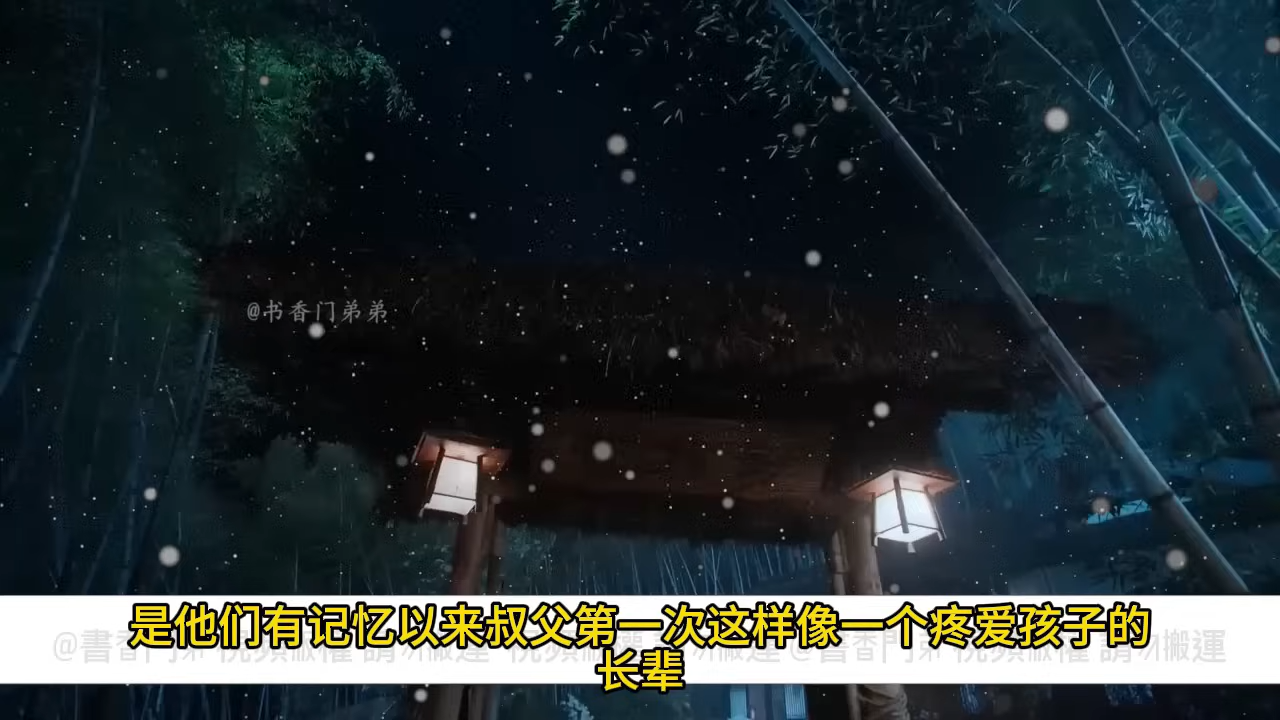 @书香门弟弟
是他们有记忆以来叔父第一次这样像一个疼爱孩子的
长辈